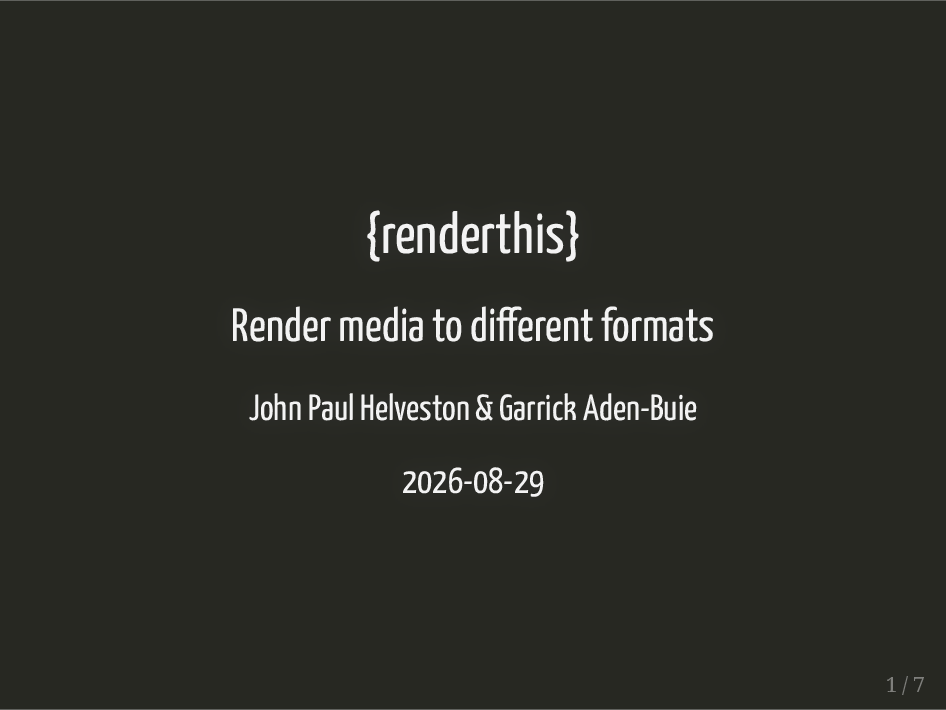 {renderthis}
Render media to different formats
John Paul Helveston & Garrick Aden-Buie
2026-08-29
1 / 7